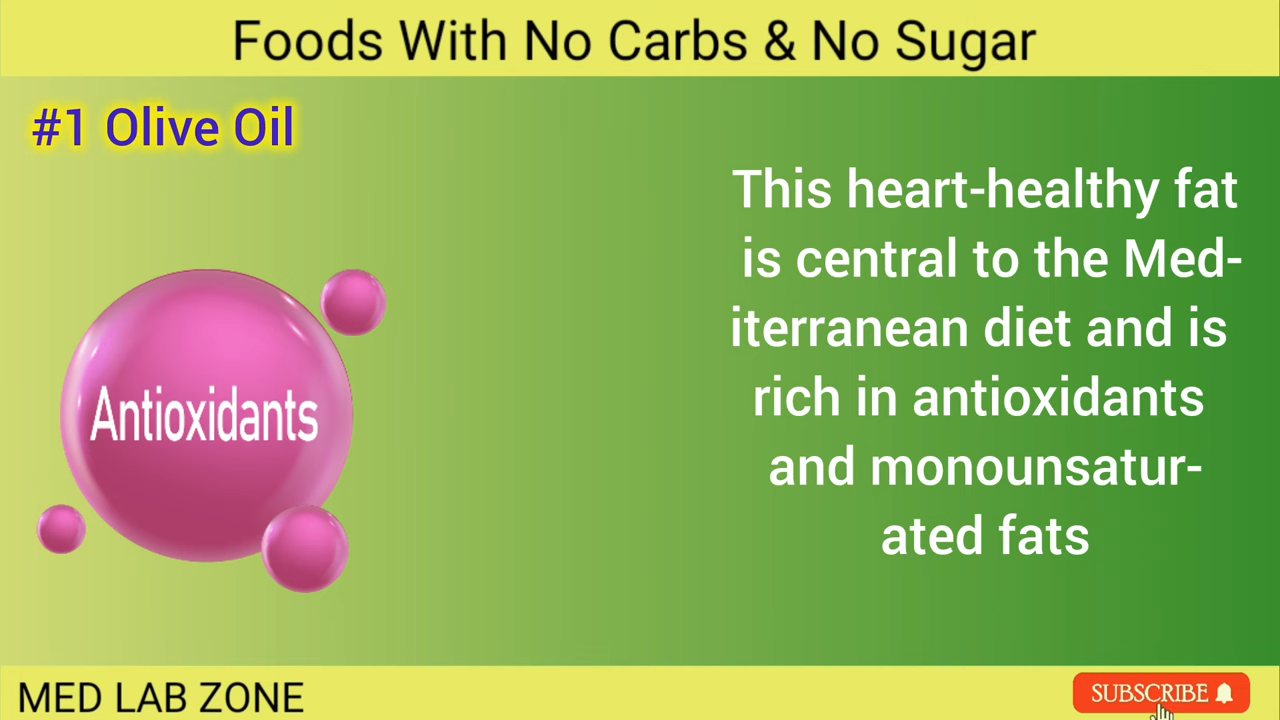 Foods With No Carbs & No Sugar
#1 Olive Oil
This heart-healthy fat
is central to the Med-
iterranean diet and is
rich in antioxidants
and monounsatur-
ated fats
Antioxidants
MED LAB ZONE
SUBSCRIBE